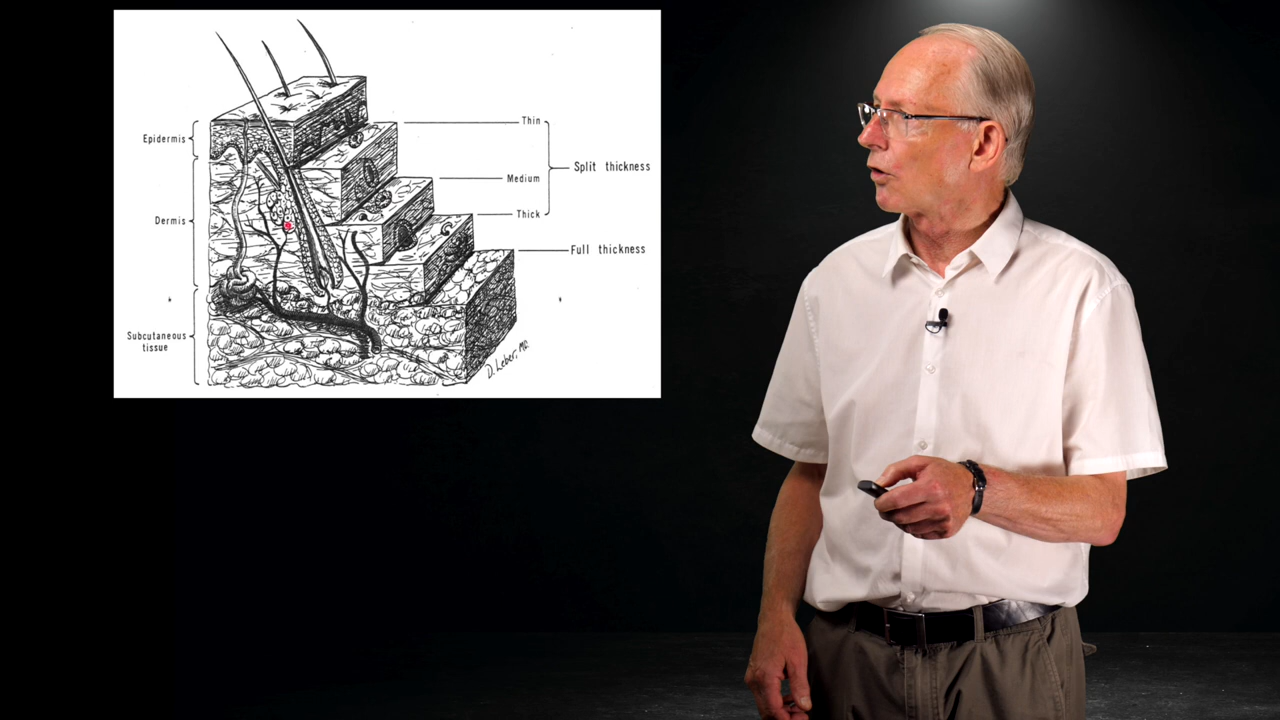 Thin
Epidermis
Split thickness
Medium
Thick
Dermis
Full thickness
Subcutaneous
tissue
D. Leber, MD.